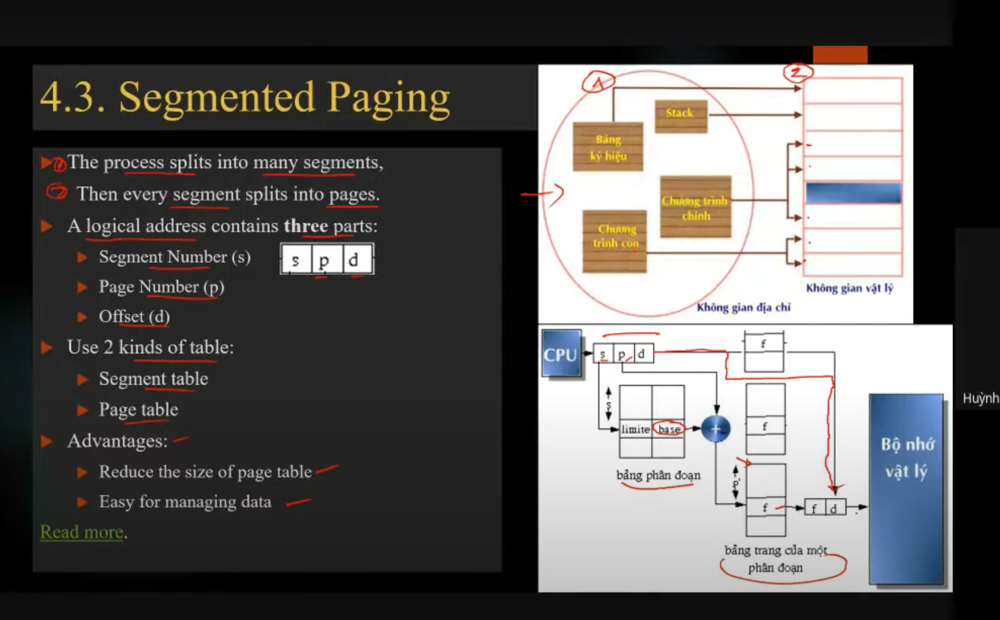 4.3. Segmented Paging
The process splits into many segments,
Then every segment splits into pages.
A logical address contains three parts:
Segment Number (s)
s p d
Page Number (p)
Offset (d)
Use 2 kinds of table:
Segment table
Page table
Advantages:
Reduce the size of page table
Easy for managing data
Read more.
1
2
Stack
Bảng
ký hiệu
Chương trình
chính
Chương
trình con
Không gian vật lý
Không gian địa chỉ
CPU
s p d
f
s
limite base
+
f
bảng phân đoạn
p'
f
f d
Bộ nhớ
vật lý
bảng trang của một
phân đoạn
Huỳnh